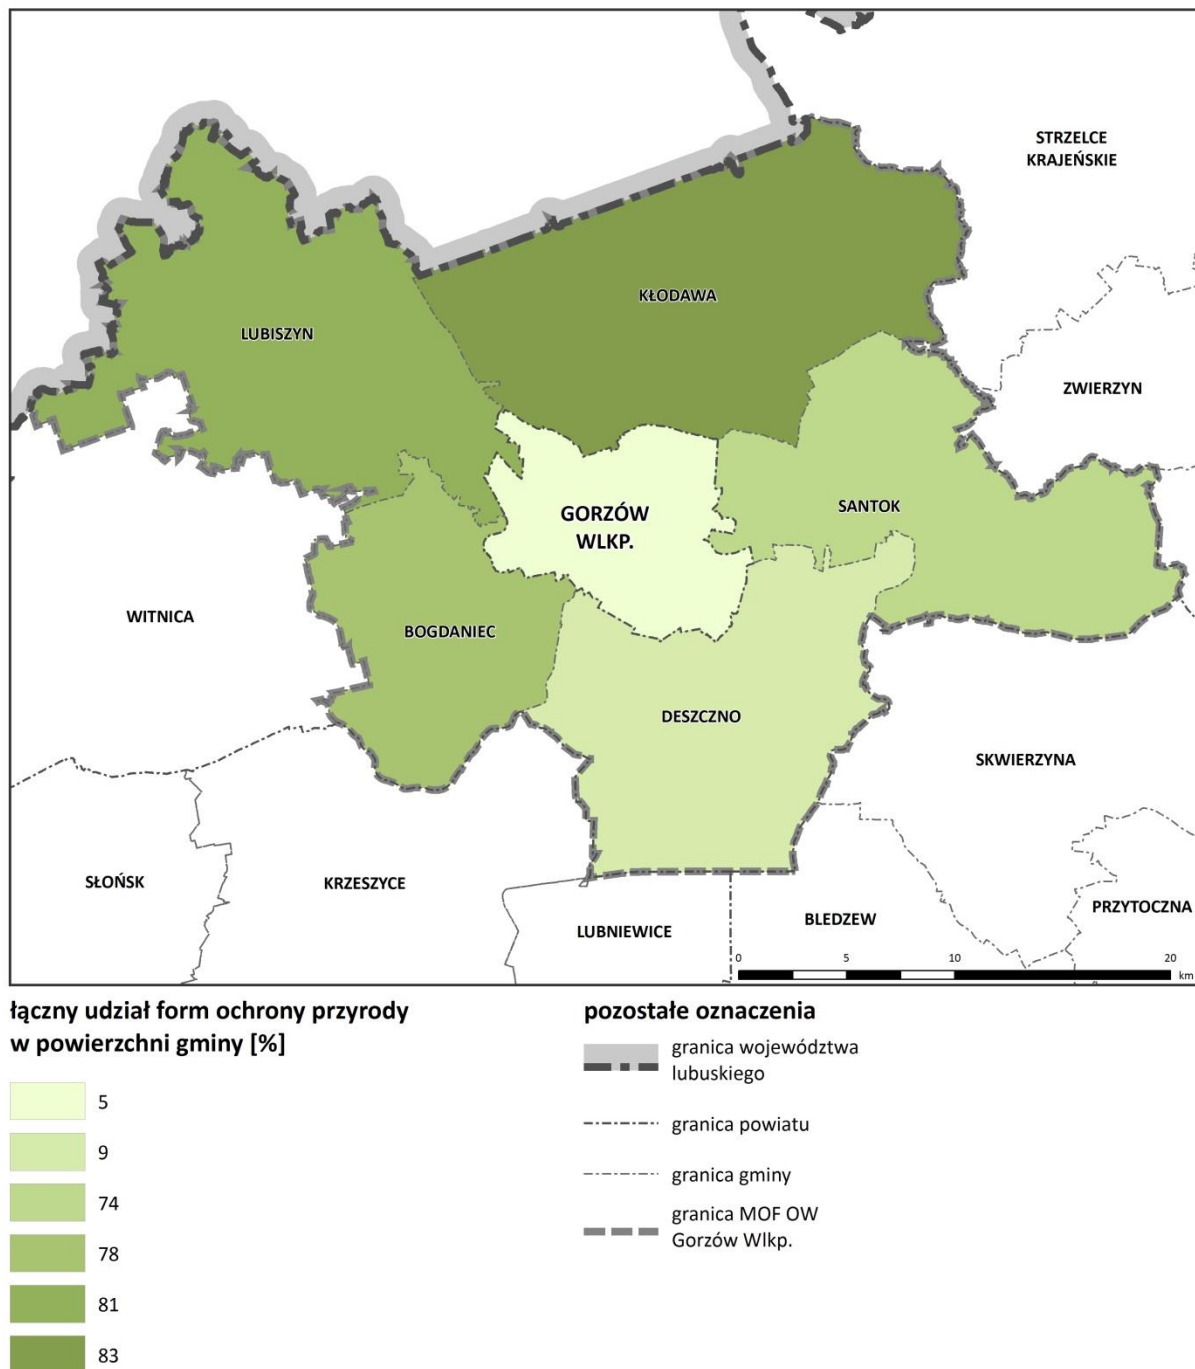 STRZELCE
KRAJEŃSKIE
KŁODAWA
LUBISZYN
ZWIERZYN
GORZÓW
WLKP.
SANTOK
WITNICA
BOGDANIEC
DESZCZNO
SKWIERZYNA
SŁOŃSK
KRZESZYCE
LUBNIEWICE
BLEDZEW
PRZYTOCZNA
0 5 10 20
km
łączny udział form ochrony przyrody
w powierzchni gminy [%]
5
9
74
78
81
83
pozostałe oznaczenia
granica województwa
lubuskiego
granica powiatu
granica gminy
granica MOF OW
Gorzów Wlkp.